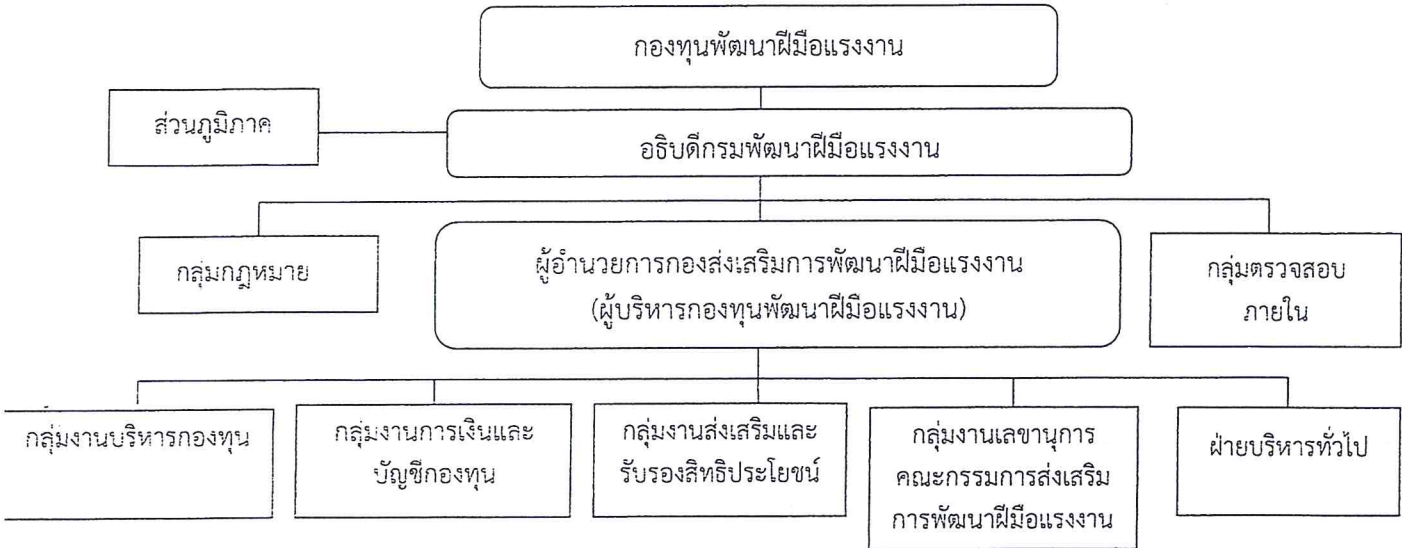 กองทุนพัฒนาฝีมือแรงงาน
ส่วนภูมิภาค
อธิบดีกรมพัฒนาฝีมือแรงงาน
กลุ่มกฎหมาย
ผู้อำนวยการกองส่งเสริมการพัฒนาฝีมือแรงงาน
(ผู้บริหารกองทุนพัฒนาฝีมือแรงงาน)
กลุ่มตรวจสอบ
ภายใน
กลุ่มงานบริหารกองทุน
กลุ่มงานการเงินและ
บัญชีกองทุน
กลุ่มงานส่งเสริมและ
รับรองสิทธิประโยชน์
กลุ่มงานเลขานุการ
คณะกรรมการส่งเสริม
การพัฒนาฝีมือแรงงาน
ฝ่ายบริหารทั่วไป